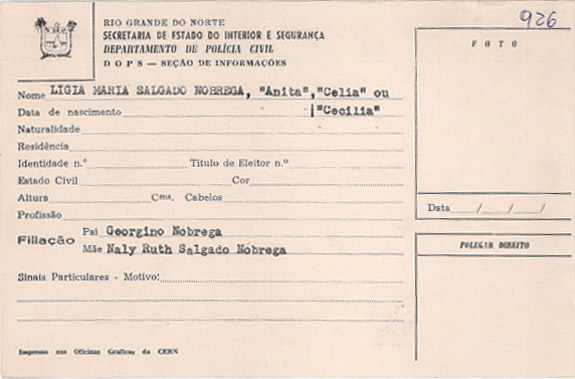 926
RIO GRANDE DO NORTE
SECRETARIA DE ESTADO DO INTERIOR E SEGURANÇA
DEPARTAMENTO DE POLÍCIA CIVIL
DOPS — SEÇÃO DE INFORMAÇÕES
FOTO
Nome LIGIA MARIA SALGADO NOBREGA, "Anita", "Celia" ou
Data de nascimento "Cecilia"
Naturalidade
Residência
Identidade n.º Titulo de Eleitor n.º
Estado Civil Cor
Altura Cms, Cabelos
Profissão
Data / / /
Filiação
Pai Georgino Nobrega
Mãe Naly Ruth Salgado Nobrega
POLEGAR DIREITO
Sinais Particulares - Motivo:
Impresso nas Oficinas Graficas da CERN